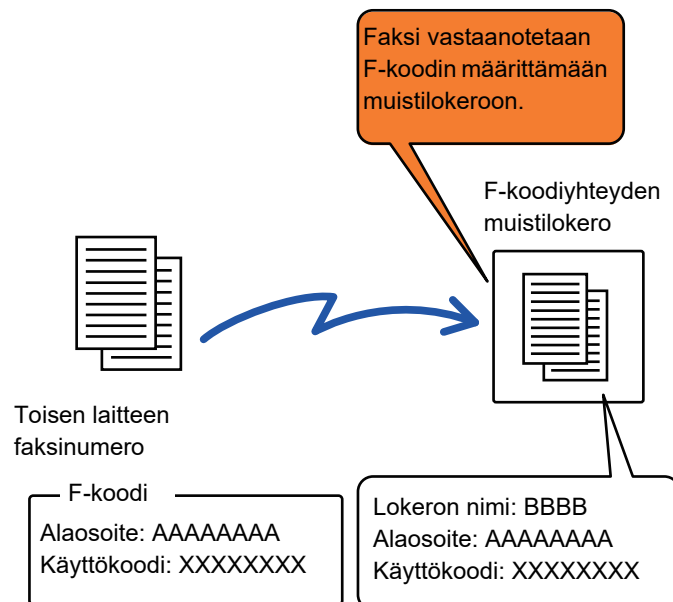 Faksi vastaanotetaan
F-koodin määrittämään
muistilokeroon.
F-koodiyhteyden
muistilokero
Toisen laitteen
faksinumero
F-koodi
Alaosoite: AAAAAAAA
Käyttökoodi: XXXXXXXX
Lokeron nimi: BBBB
Alaosoite: AAAAAAAA
Käyttökoodi: XXXXXXXX